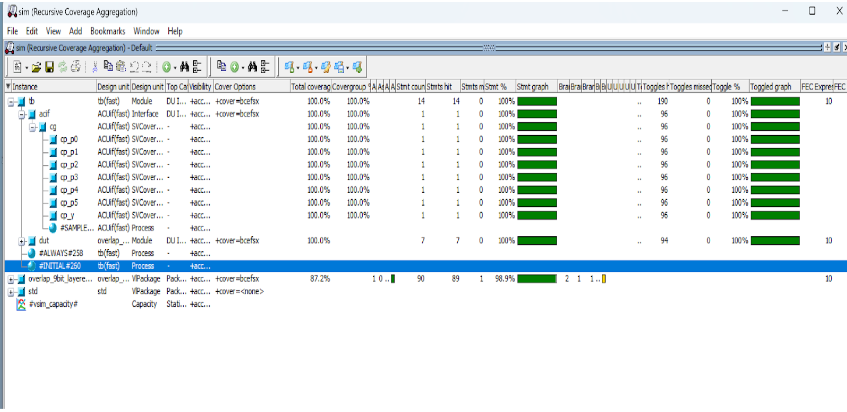 sim (Recursive Coverage Aggregation)
File Edit View Add Bookmarks Window Help
sim (Recursive Coverage Aggregation) - Default
Instance Design unit Design unit Top Ca Visibility Cover Options Total coverag Covergroup % A A A A Stmt coun Stmts hit Stmts m Stmt % Stmt graph Bra Bra Bran B B U U U U U T Toggles h Toggles missed Toggle % Toggled graph FEC Expres FEC
tb tb(fast) Module DU I... +acc... +cover=bcefsx 100.0% 100.0% 14 14 0 100% .. 190 0 100% 10
acif ACUif(fast) Interface DU I... +acc... +cover=bcefsx 100.0% 100.0% 1 1 0 100% .. 96 0 100%
cg ACUif(fast) SVCover... - +acc... 100.0% 100.0% 1 1 0 100% .. 96 0 100%
cp_p0 ACUif(fast) SVCover... - +acc... 100.0% 100.0% 1 1 0 100% .. 96 0 100%
cp_p1 ACUif(fast) SVCover... - +acc... 100.0% 100.0% 1 1 0 100% .. 96 0 100%
cp_p2 ACUif(fast) SVCover... - +acc... 100.0% 100.0% 1 1 0 100% .. 96 0 100%
cp_p3 ACUif(fast) SVCover... - +acc... 100.0% 100.0% 1 1 0 100% .. 96 0 100%
cp_p4 ACUif(fast) SVCover... - +acc... 100.0% 100.0% 1 1 0 100% .. 96 0 100%
cp_p5 ACUif(fast) SVCover... - +acc... 100.0% 100.0% 1 1 0 100% .. 96 0 100%
cp_y ACUif(fast) SVCover... - +acc... 100.0% 100.0% 1 1 0 100% .. 96 0 100%
#SAMPLE... ACUif(fast) Process - +acc...
dut overlap_... Module DU I... +acc... +cover=bcefsx 100.0% 7 7 0 100% .. 94 0 100% 10
#ALWAYS#258 tb(fast) Process - +acc...
#INITIAL#260 tb(fast) Process - +acc...
overlap_9bit_layere... overlap_... VlPackage Pack... +acc... +cover=bcefsx 87.2% 1 0 .. 90 89 1 98.9% 2 1 1.. 10
std std VlPackage Pack... +acc... +cover=<none>
#vsim_capacity# Capacity Stati... +acc...